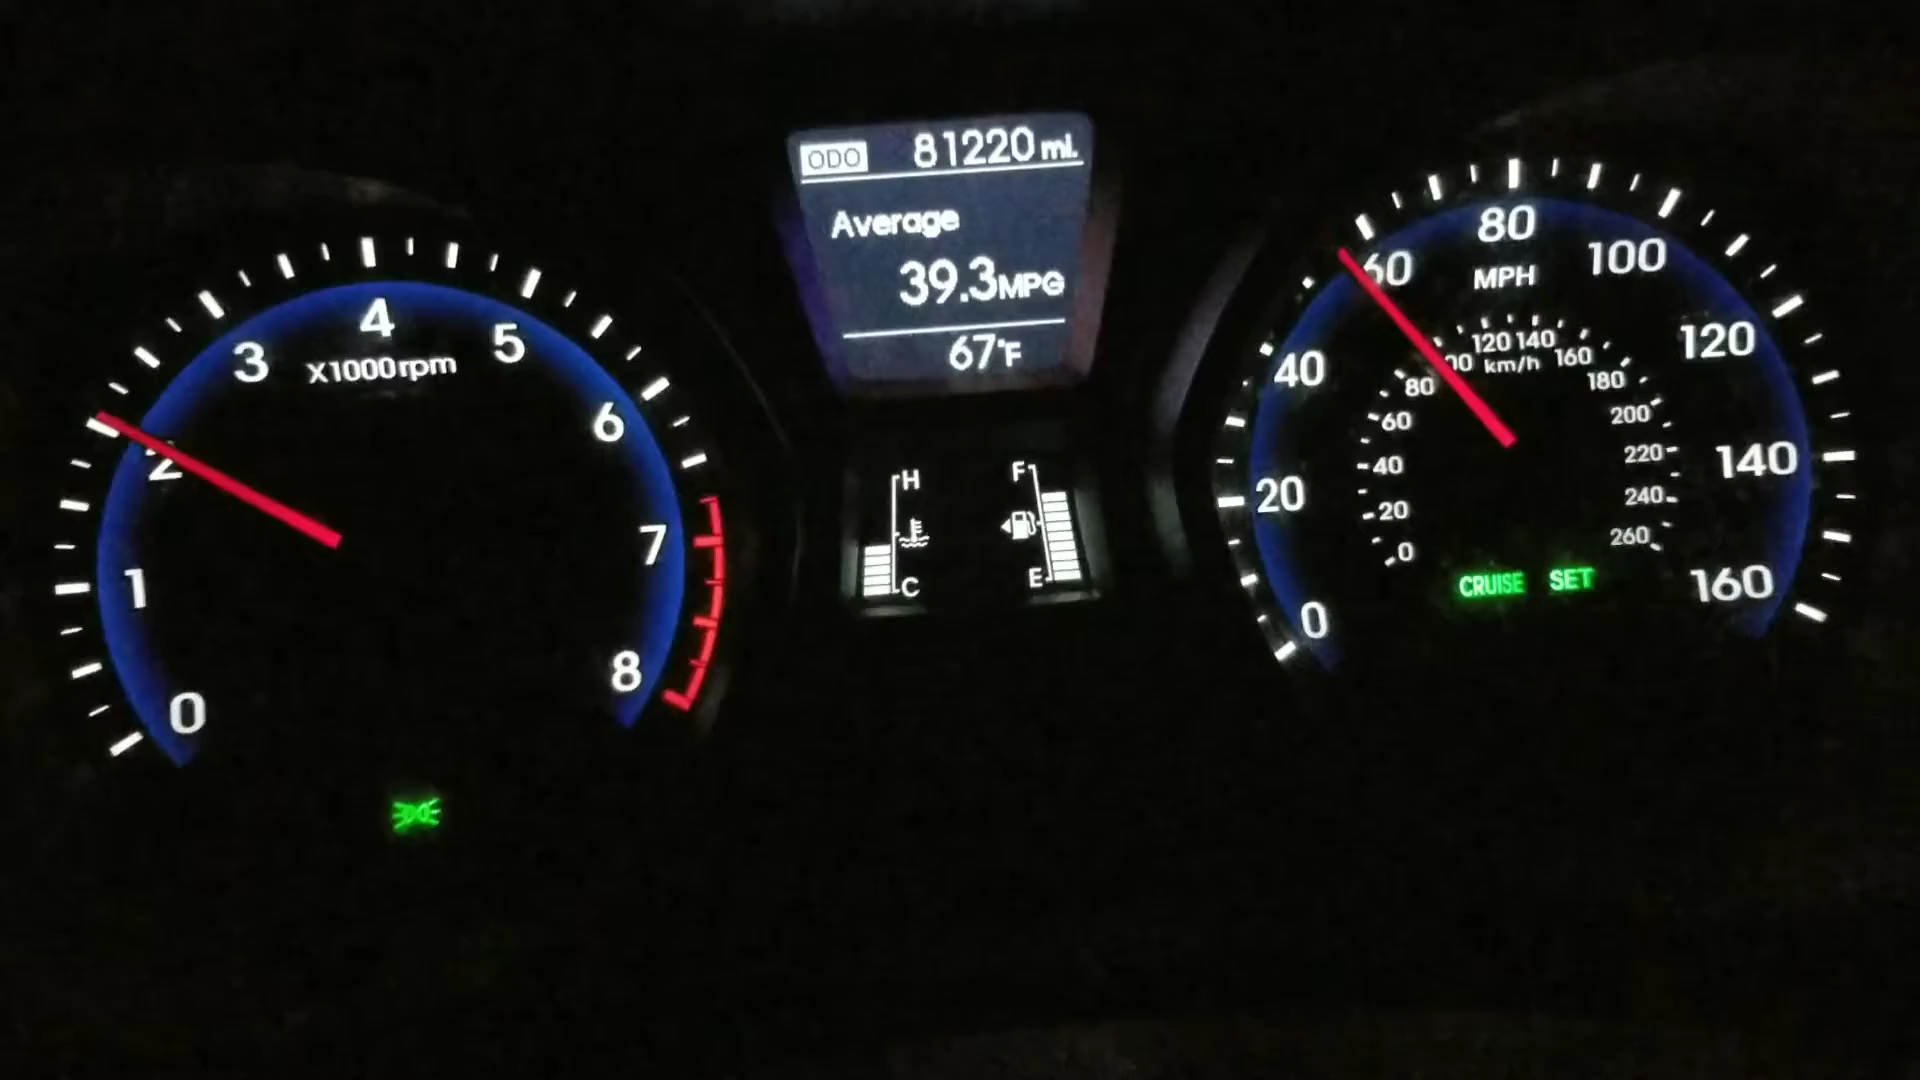 ODO 81220 mi.
Average
39.3MPG
67°F
0
1
2
3
4
5
6
7
8
X1000rpm
H
C
F
E
0
20
40
60
80
100
120
140
160
MPH
0
20
40
60
80
120
140
160
180
200
220
240
260
km/h
CRUISE SET